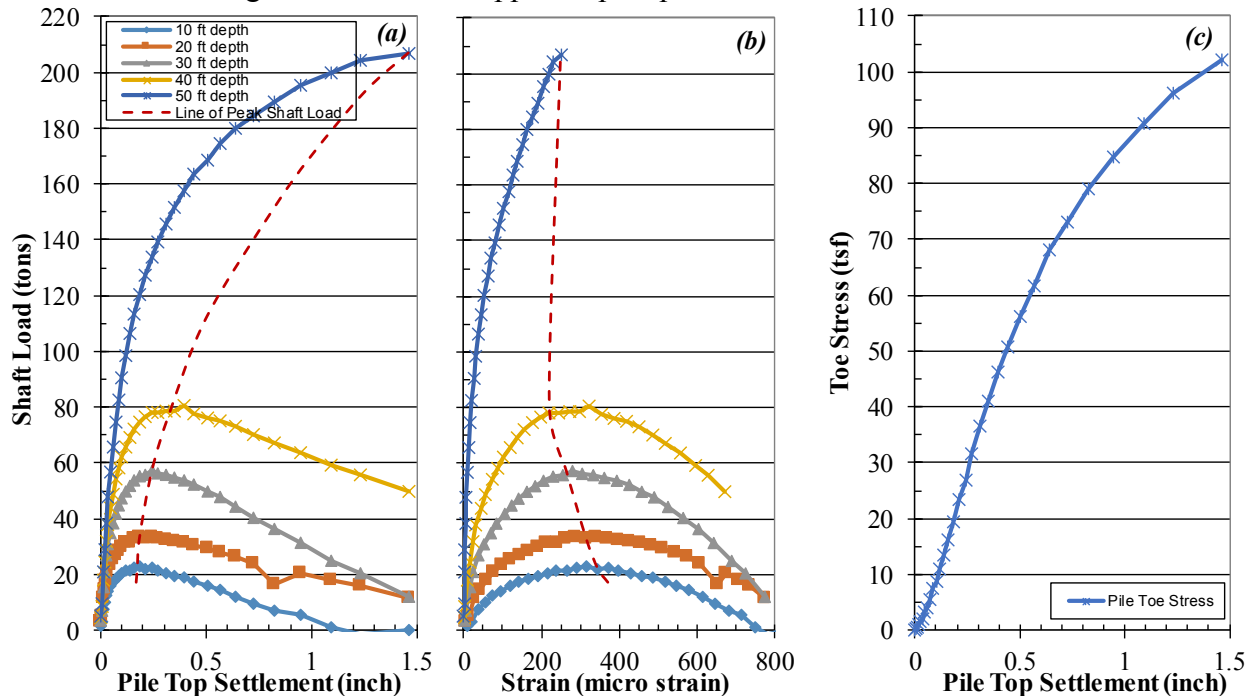 (a)
10 ft depth
20 ft depth
30 ft depth
40 ft depth
50 ft depth
Line of Peak Shaft Load
Shaft Load (tons)
220
200
180
160
140
120
100
80
60
40
20
0
0 0.5 1 1.5
Pile Top Settlement (inch)
(b)
0 200 400 600 800
Strain (micro strain)
(c)
Toe Stress (tsf)
110
100
90
80
70
60
50
40
30
20
10
0
Pile Toe Stress
0 0.5 1 1.5
Pile Top Settlement (inch)